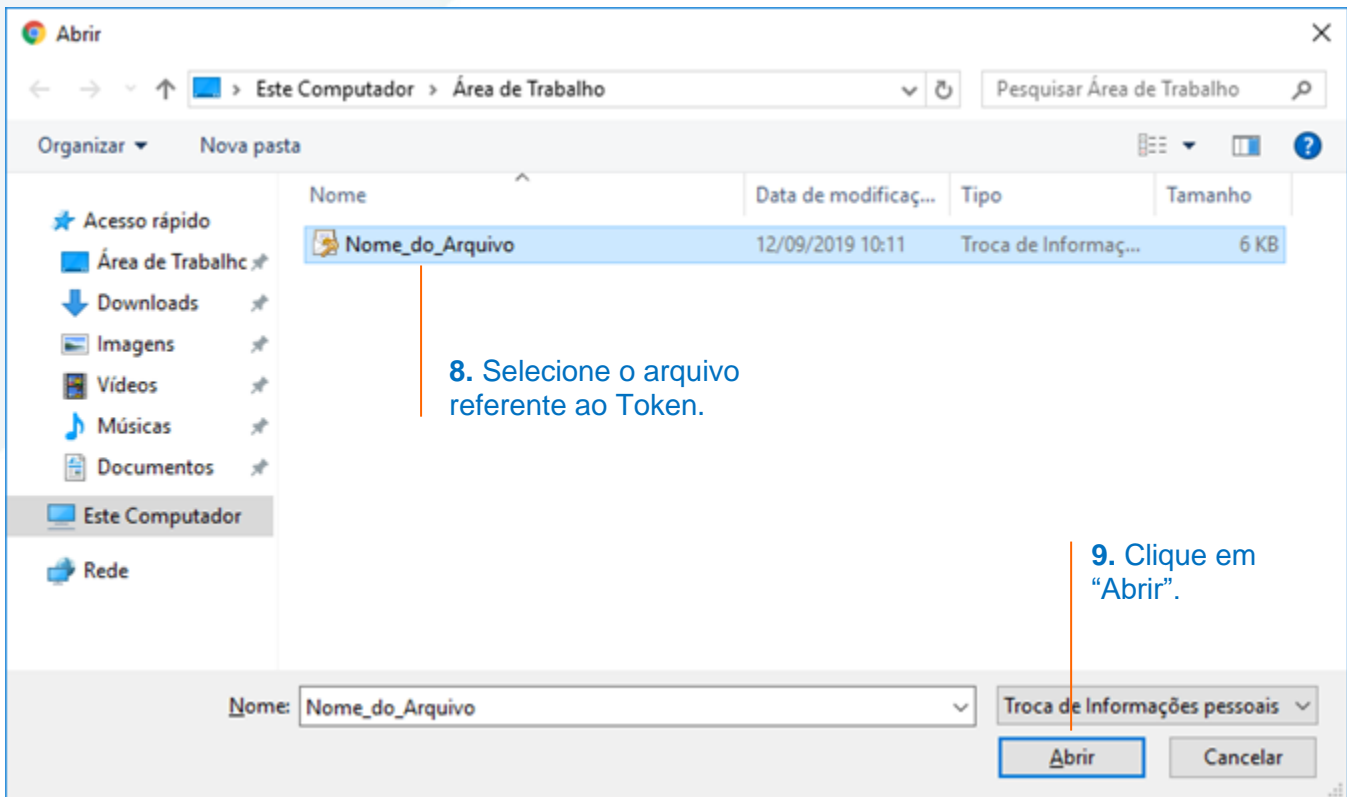 Abrir
Este Computador > Área de Trabalho
Pesquisar Área de Trabalho
Organizar
Nova pasta
Nome
Data de modificaç...
Tipo
Tamanho
Acesso rápido
Nome_do_Arquivo
12/09/2019 10:11
Troca de Informaç...
6 KB
Área de Trabalhc
Downloads
Imagens
Vídeos
Músicas
Documentos
Este Computador
Rede
8. Selecione o arquivo
referente ao Token.
9. Clique em
“Abrir”.
Nome:
Nome_do_Arquivo
Troca de Informações pessoais
Abrir
Cancelar